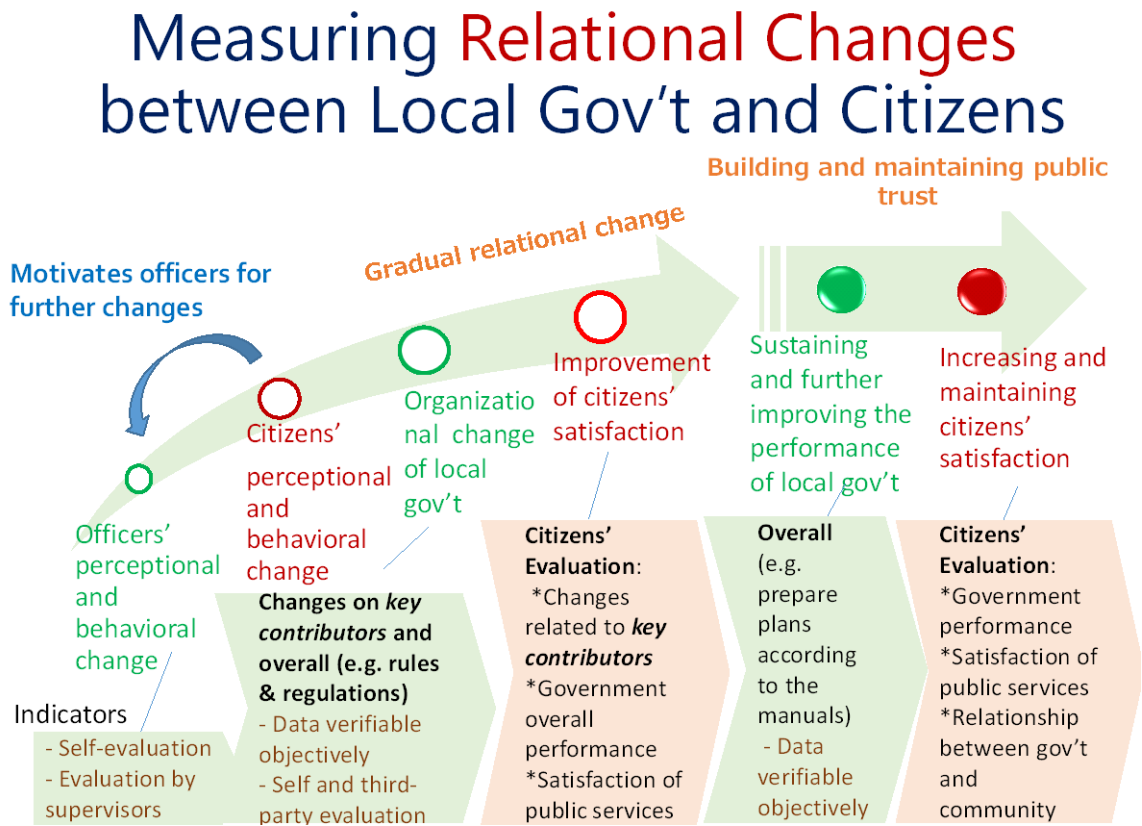 Measuring Relational Changes
between Local Gov't and Citizens
Building and maintaining public
trust
Gradual relational change
Motivates officers for
further changes
Officers'
perceptional
and
behavioral
change
Citizens'
perceptional
and
behavioral
change
Organizatio
nal change
of local
gov't
Improvement
of citizens'
satisfaction
Sustaining
and further
improving the
performance
of local gov't
Increasing and
maintaining
citizens'
satisfaction
Indicators
- Self-evaluation
- Evaluation by
supervisors
Changes on key
contributors and
overall (e.g. rules
& regulations)
- Data verifiable
objectively
- Self and third-
party evaluation
Citizens'
Evaluation:
*Changes
related to key
contributors
*Government
overall
performance
*Satisfaction of
public services
Overall
(e.g.
prepare
plans
according
to the
manuals)
- Data
verifiable
objectively
Citizens'
Evaluation:
*Government
performance
*Satisfaction of
public services
*Relationship
between gov't
and
community